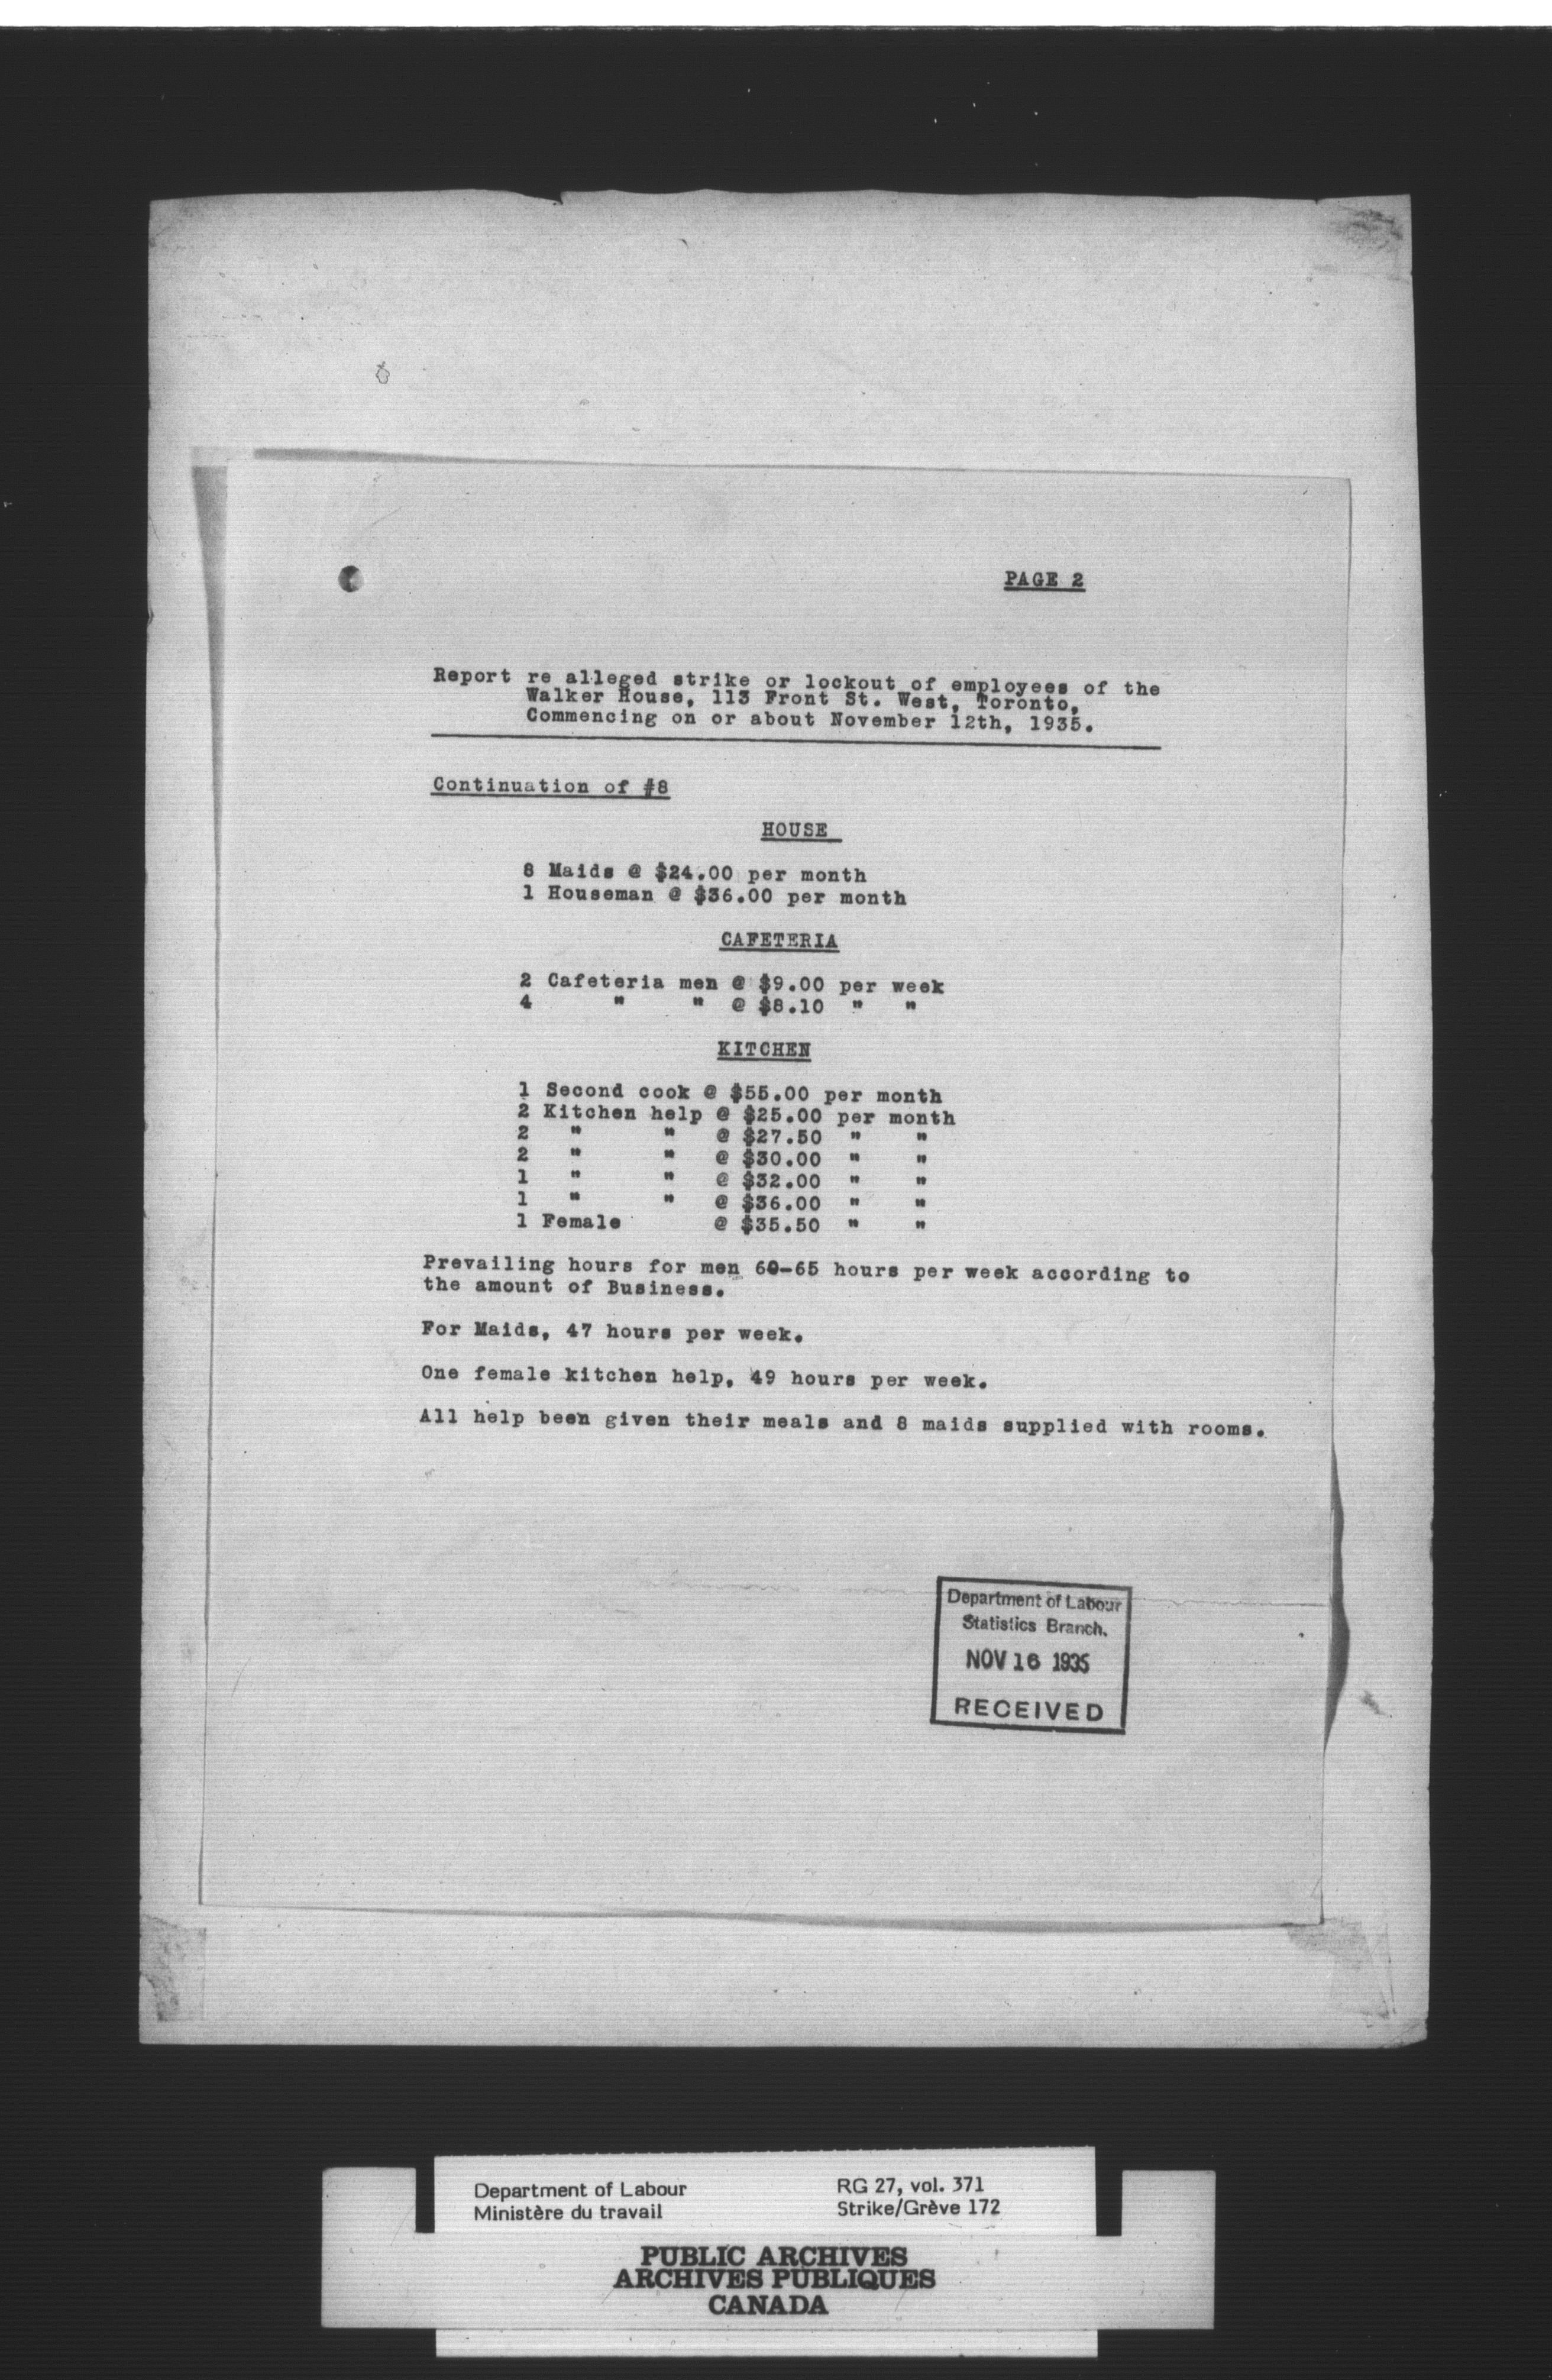 PAGE 2
Report re alleged strike or lockout of employees of the
Walker House, 113 Front St. West, Toronto,
Commencing on or about November 12th, 1935.
Continuation of #8
HOUSE
8 Maids @ $24.00 per month
1 Houseman @ $36.00 per month
CAFETERIA
2 Cafeteria men @ $9.00 per week
4 " " @ $8.10 " "
KITCHEN
1 Second cook @ $55.00 per month
2 Kitchen help @ $25.00 per month
2 " " @ $27.50 " "
2 " " @ $30.00 " "
1 " " @ $32.00 " "
1 " " @ $36.00 " "
1 Female @ $35.50 " "
Prevailing hours for men 60-65 hours per week according to
the amount of Business.
For Maids, 47 hours per week.
One female kitchen help, 49 hours per week.
All help been given their meals and 8 maids supplied with rooms.
Department of Labour
Statistics Branch.
NOV 16 1935
RECEIVED
Department of Labour RG 27, vol. 371
Ministère du travail Strike/Grève 172
PUBLIC ARCHIVES
ARCHIVES PUBLIQUES
CANADA